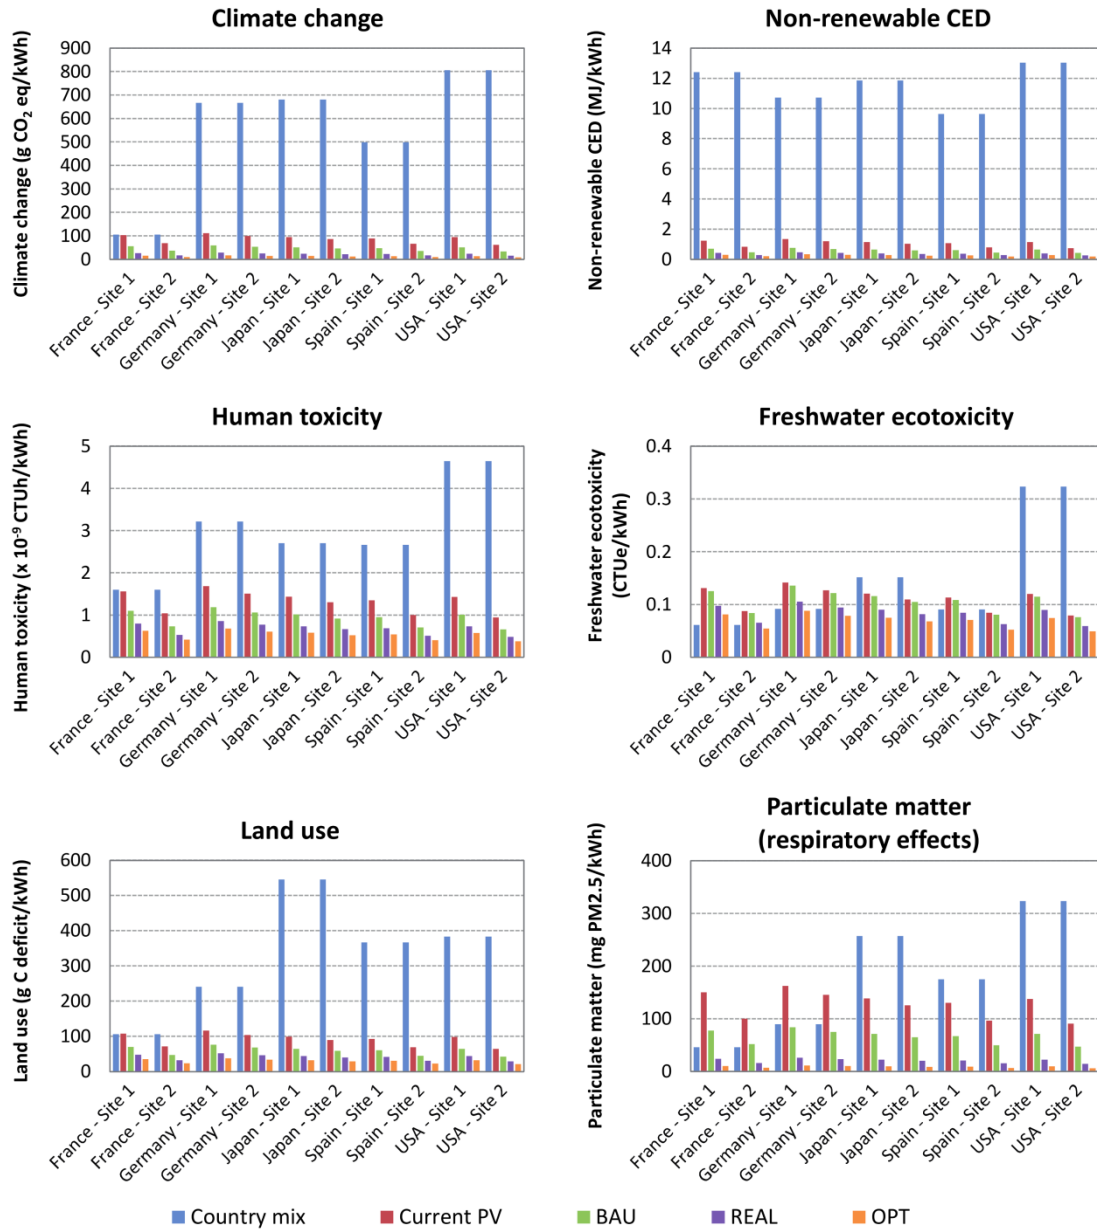 Climate change
Climate change (g CO₂ eq/kWh)
900
800
700
600
500
400
300
200
100
0
France - Site 1
France - Site 2
Germany - Site 1
Germany - Site 2
Japan - Site 1
Japan - Site 2
Spain - Site 1
Spain - Site 2
USA - Site 1
USA - Site 2
Non-renewable CED
Non-renewable CED (MJ/kWh)
14
12
10
8
6
4
2
0
France - Site 1
France - Site 2
Germany - Site 1
Germany - Site 2
Japan - Site 1
Japan - Site 2
Spain - Site 1
Spain - Site 2
USA - Site 1
USA - Site 2
Human toxicity
Human toxicity (x 10⁻⁹ CTUh/kWh)
5
4
3
2
1
0
France - Site 1
France - Site 2
Germany - Site 1
Germany - Site 2
Japan - Site 1
Japan - Site 2
Spain - Site 1
Spain - Site 2
USA - Site 1
USA - Site 2
Freshwater ecotoxicity
Freshwater ecotoxicity
(CTUe/kWh)
0.4
0.3
0.2
0.1
0
France - Site 1
France - Site 2
Germany - Site 1
Germany - Site 2
Japan - Site 1
Japan - Site 2
Spain - Site 1
Spain - Site 2
USA - Site 1
USA - Site 2
Land use
Land use (g C deficit/kWh)
600
500
400
300
200
100
0
France - Site 1
France - Site 2
Germany - Site 1
Germany - Site 2
Japan - Site 1
Japan - Site 2
Spain - Site 1
Spain - Site 2
USA - Site 1
USA - Site 2
Particulate matter
(respiratory effects)
Particulate matter (mg PM2.5/kWh)
400
300
200
100
0
France - Site 1
France - Site 2
Germany - Site 1
Germany - Site 2
Japan - Site 1
Japan - Site 2
Spain - Site 1
Spain - Site 2
USA - Site 1
USA - Site 2
Country mix
Current PV
BAU
REAL
OPT